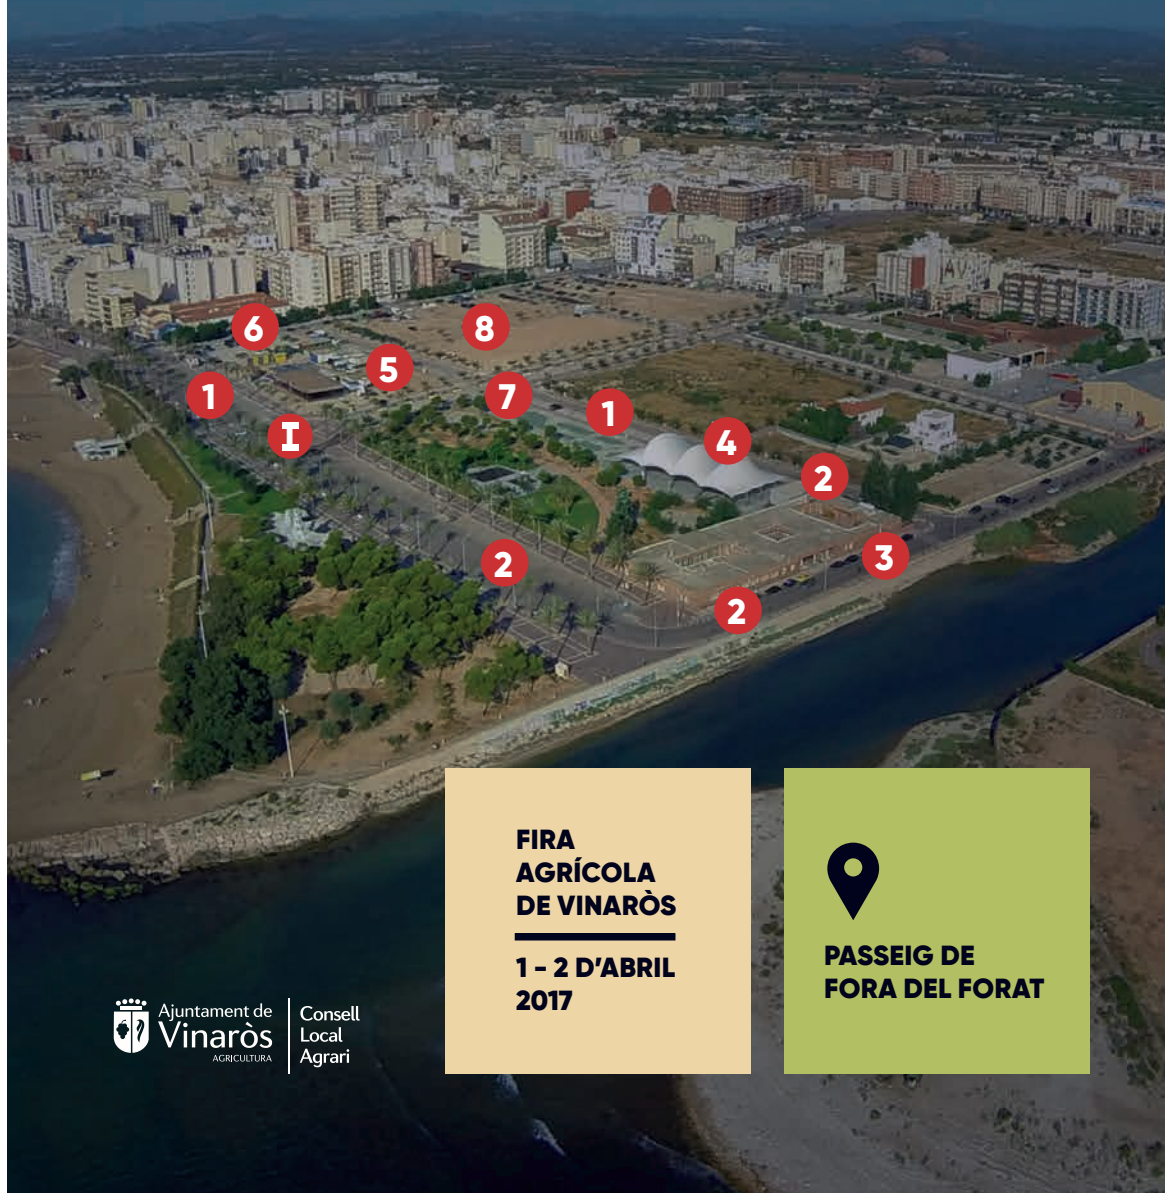 6
8
5
1
7
1
I
4
2
2
3
2
FIRA
AGRÍCOLA
DE VINARÒS
1 - 2 D'ABRIL
2017
PASSEIG DE
FORA DEL FORAT
Ajuntament de
Vinaròs
AGRICULTURA
Consell
Local
Agrari